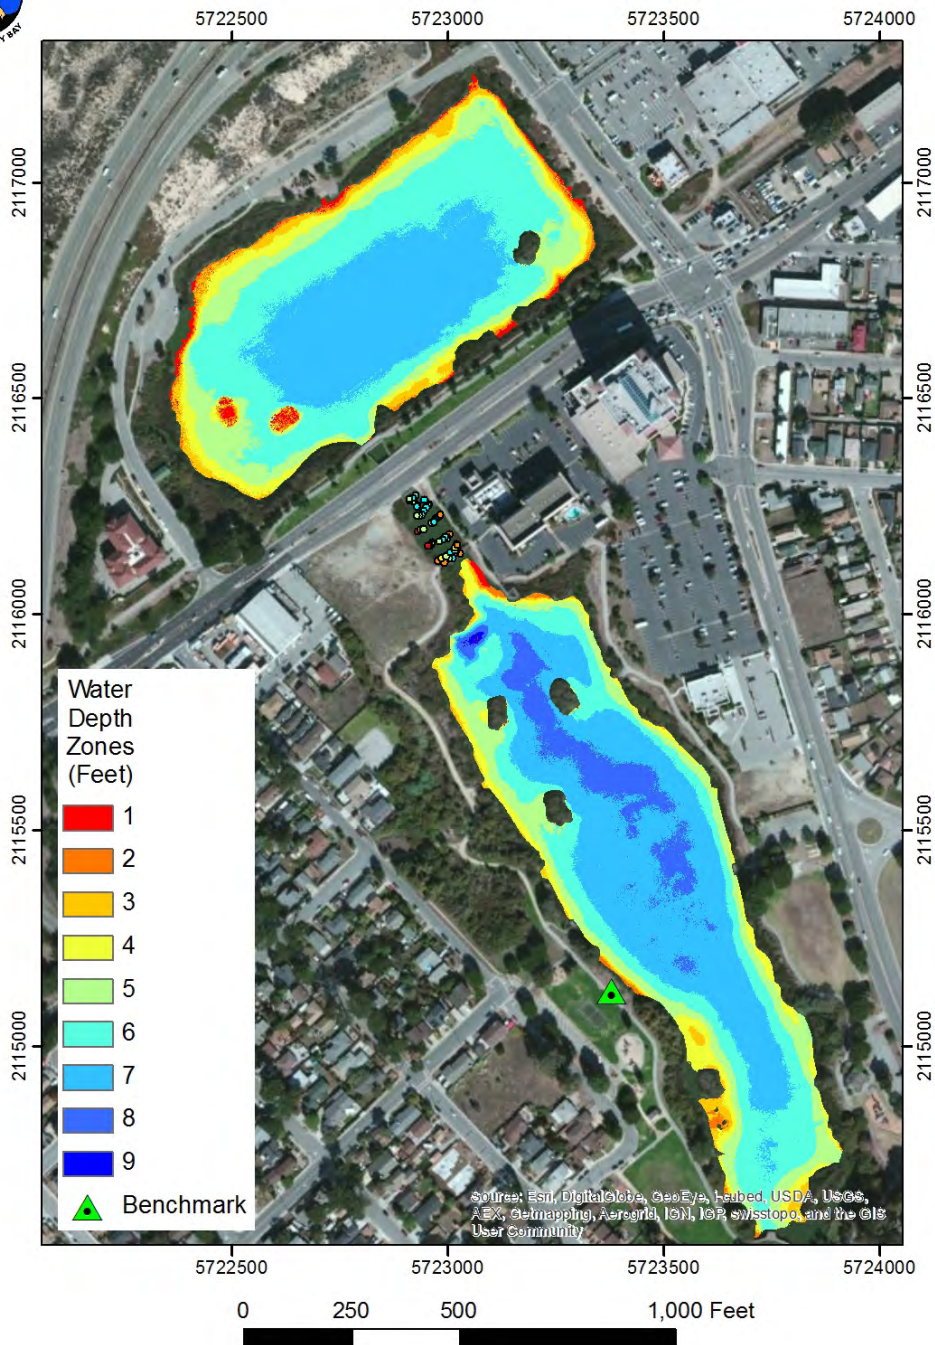 Y BAY
5722500 5723000 5723500 5724000
2117000 2117000
2116500 2116500
2116000 2116000
2115500 2115500
2115000 2115000
Water
Depth
Zones
(Feet)
1
2
3
4
5
6
7
8
9
Benchmark
Source: Esri, DigitalGlobe, GeoEye, i-cubed, USDA, USGS,
AEX, Getmapping, Aerogrid, IGN, IGP, swisstopo, and the GIS
User Community
5722500 5723000 5723500 5724000
0 250 500 1,000 Feet